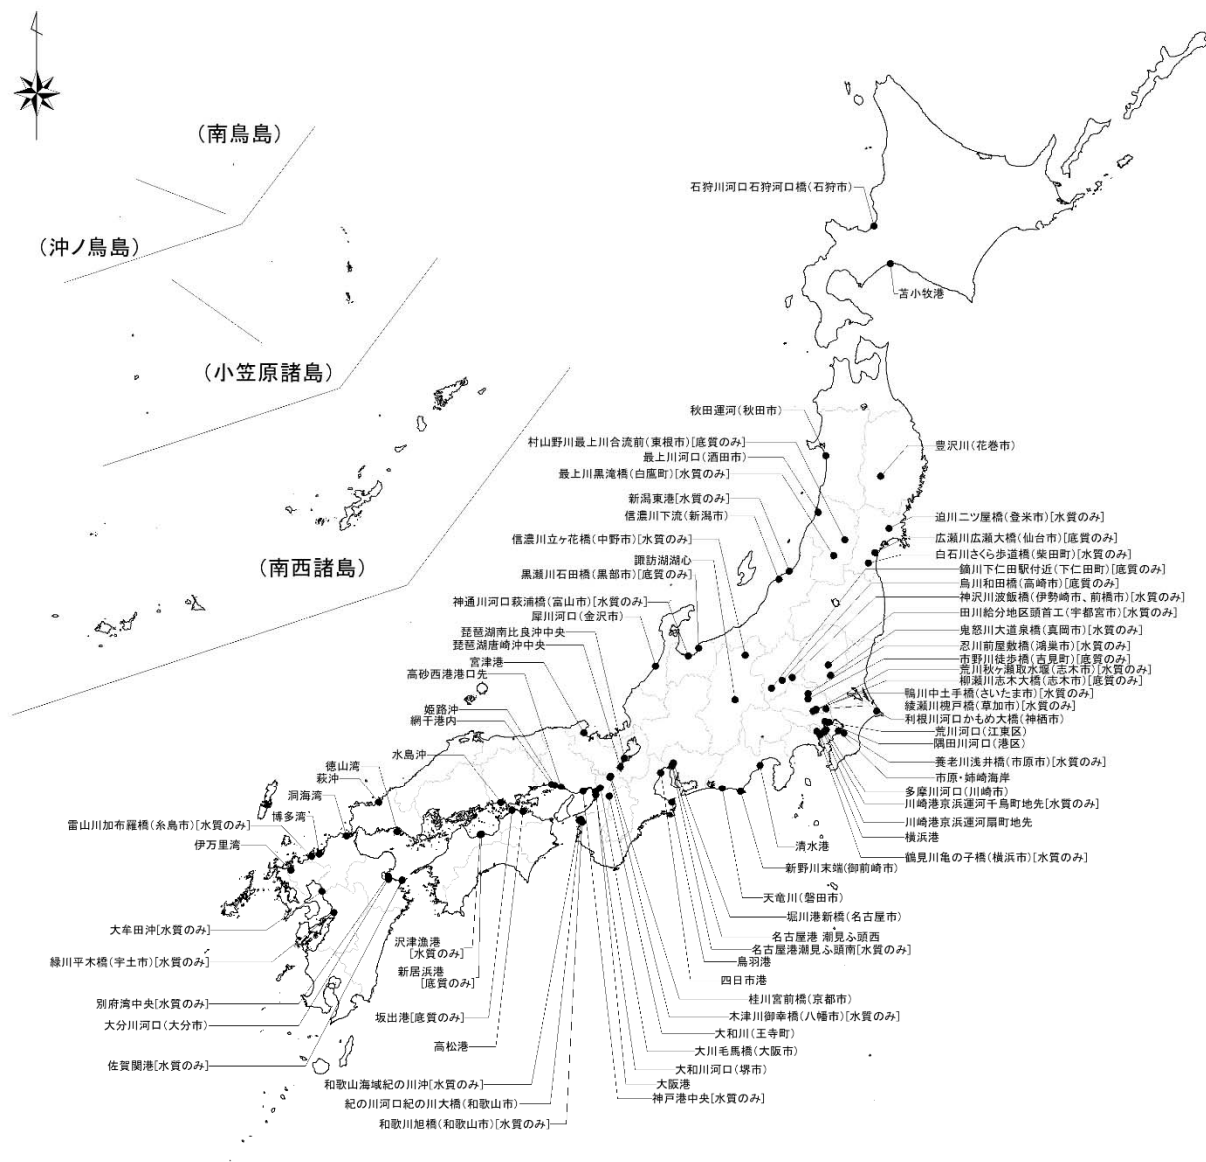 (南鳥島)
(沖ノ鳥島)
(小笠原諸島)
(南西諸島)
石狩川河口石狩河口橋(石狩市)
苫小牧港
秋田運河(秋田市)
村山野川最上川合流前(東根市)[底質のみ]
最上川河口(酒田市)
最上川黒滝橋(白鷹町)[水質のみ]
新潟東港[水質のみ]
信濃川下流(新潟市)
信濃川立ヶ花橋(中野市)[水質のみ]
諏訪湖湖心
黒瀬川石田橋(黒部市)[底質のみ]
神通川河口萩浦橋(富山市)[水質のみ]
犀川河口(金沢市)
琵琶湖南比良沖中央
琵琶湖唐崎沖中央
宮津港
高砂西港港口先
姫路沖
網干港内
水島沖
徳山湾
萩沖
洞海湾
博多湾
雷山川加布羅橋(糸島市)[水質のみ]
伊万里湾
豊沢川(花巻市)
迫川二ツ屋橋(登米市)[水質のみ]
広瀬川広瀬大橋(仙台市)[底質のみ]
白石川さくら歩道橋(柴田町)[水質のみ]
鏑川下仁田駅付近(下仁田町)[底質のみ]
烏川和田橋(高崎市)[底質のみ]
神沢川波飯橋(伊勢崎市、前橋市)[水質のみ]
田川給分地区頭首工(宇都宮市)[水質のみ]
鬼怒川大道泉橋(真岡市)[水質のみ]
忍川前屋敷橋(鴻巣市)[水質のみ]
市野川徒歩橋(吉見町)[底質のみ]
荒川秋ヶ瀬取水堰(志木市)[水質のみ]
柳瀬川志木大橋(志木市)[底質のみ]
鴨川中土手橋(さいたま市)[水質のみ]
綾瀬川槐戸橋(草加市)[水質のみ]
利根川河口かもめ大橋(神栖市)
荒川河口(江東区)
隅田川河口(港区)
養老川浅井橋(市原市)[水質のみ]
市原・姉崎海岸
多摩川河口(川崎市)
川崎港京浜運河千鳥町地先[水質のみ]
川崎港京浜運河扇町地先
横浜港
鶴見川亀の子橋(横浜市)[水質のみ]
清水港
新野川末端(御前崎市)
天竜川(磐田市)
堀川港新橋(名古屋市)
名古屋港 潮見ふ頭西
名古屋港潮見ふ頭南[水質のみ]
鳥羽港
四日市港
桂川宮前橋(京都市)
木津川御幸橋(八幡市)[水質のみ]
大和川(王寺町)
大川毛馬橋(大阪市)
大和川河口(堺市)
大阪港
神戸港中央[水質のみ]
大牟田沖[水質のみ]
緑川平木橋(宇土市)[水質のみ]
別府湾中央[水質のみ]
大分川河口(大分市)
佐賀関港[水質のみ]
沢津漁港
[水質のみ]
新居浜港
[底質のみ]
坂出港[底質のみ]
高松港
和歌山海域紀の川沖[水質のみ]
紀の川河口紀の川大橋(和歌山市)
和歌川旭橋(和歌山市)[水質のみ]